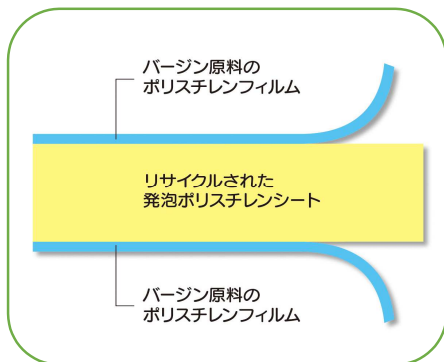 バージン原料の
ポリスチレンフィルム
リサイクルされた
発泡ポリスチレンシート
バージン原料の
ポリスチレンフィルム